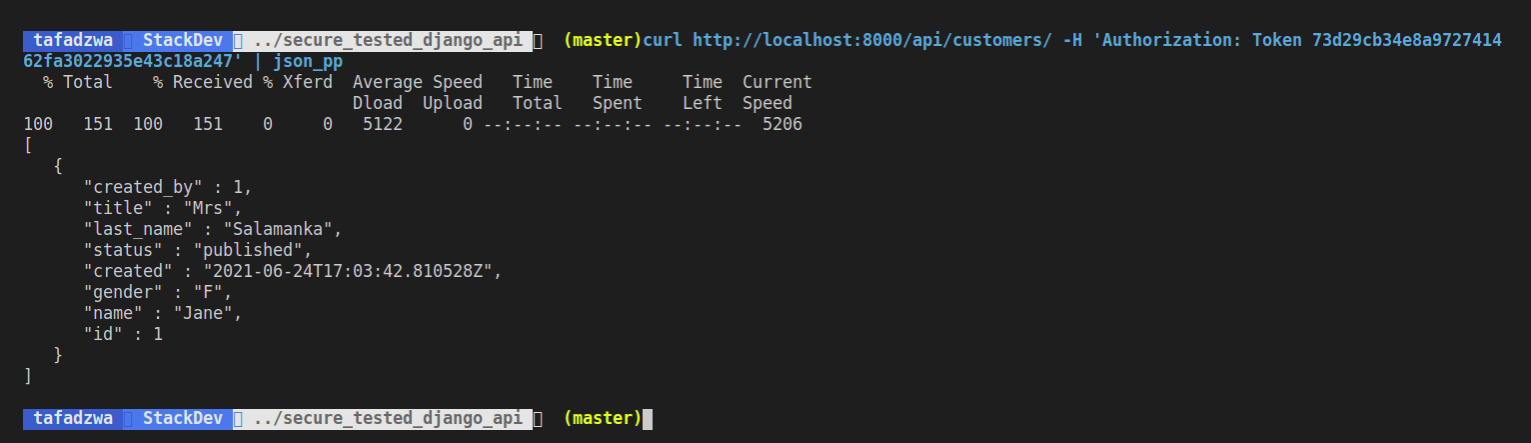 tafadzwa StackDev ../secure_tested_django_api (master)curl http://localhost:8000/api/customers/ -H 'Authorization: Token 73d29cb34e8a9727414
62fa3022935e43c18a247' | json_pp
% Total % Received % Xferd Average Speed Time Time Time Current
Dload Upload Total Spent Left Speed
100 151 100 151 0 0 5122 0 --:--:-- --:--:-- --:--:-- 5206
[
{
"created_by" : 1,
"title" : "Mrs",
"last_name" : "Salamanka",
"status" : "published",
"created" : "2021-06-24T17:03:42.810528Z",
"gender" : "F",
"name" : "Jane",
"id" : 1
}
]
tafadzwa StackDev ../secure_tested_django_api (master)